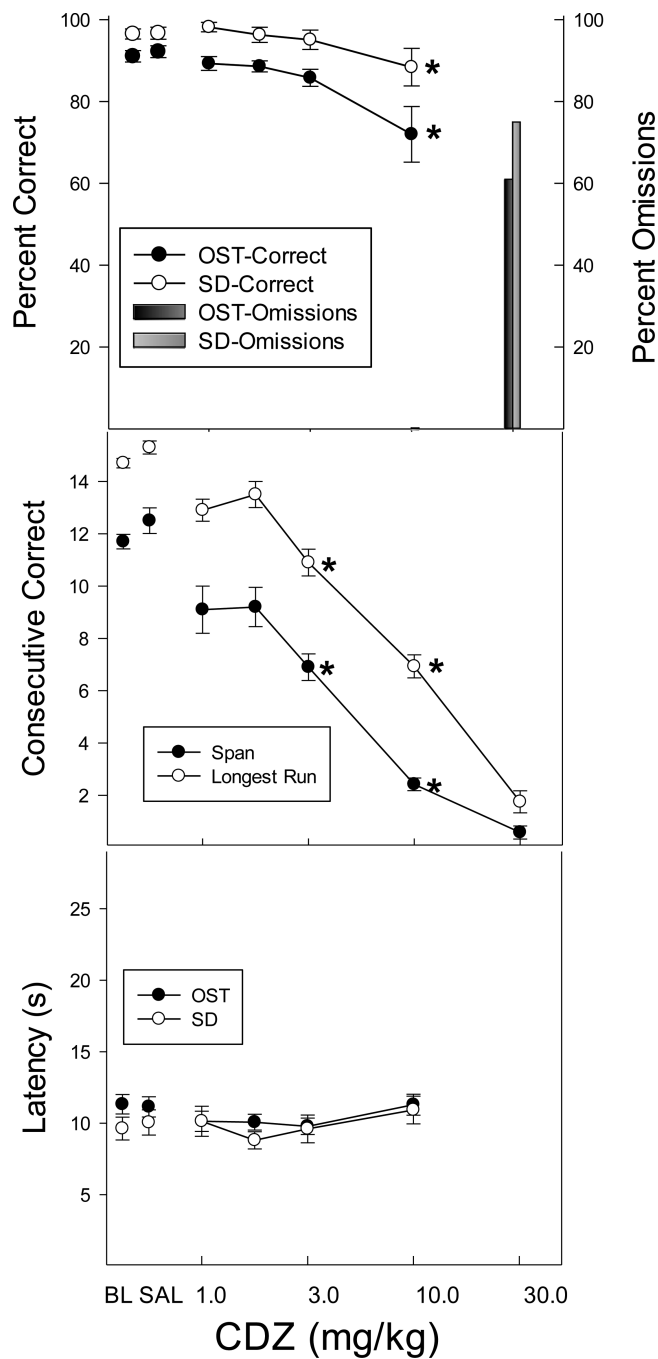 100
80
60
40
20
Percent Correct
100
80
60
40
20
Percent Omissions
OST-Correct
SD-Correct
OST-Omissions
SD-Omissions
*
*
14
12
10
8
6
4
2
Consecutive Correct
*
*
*
*
Span
Longest Run
25
20
15
10
5
Latency (s)
OST
SD
BL SAL 1.0 3.0 10.0 30.0
CDZ (mg/kg)